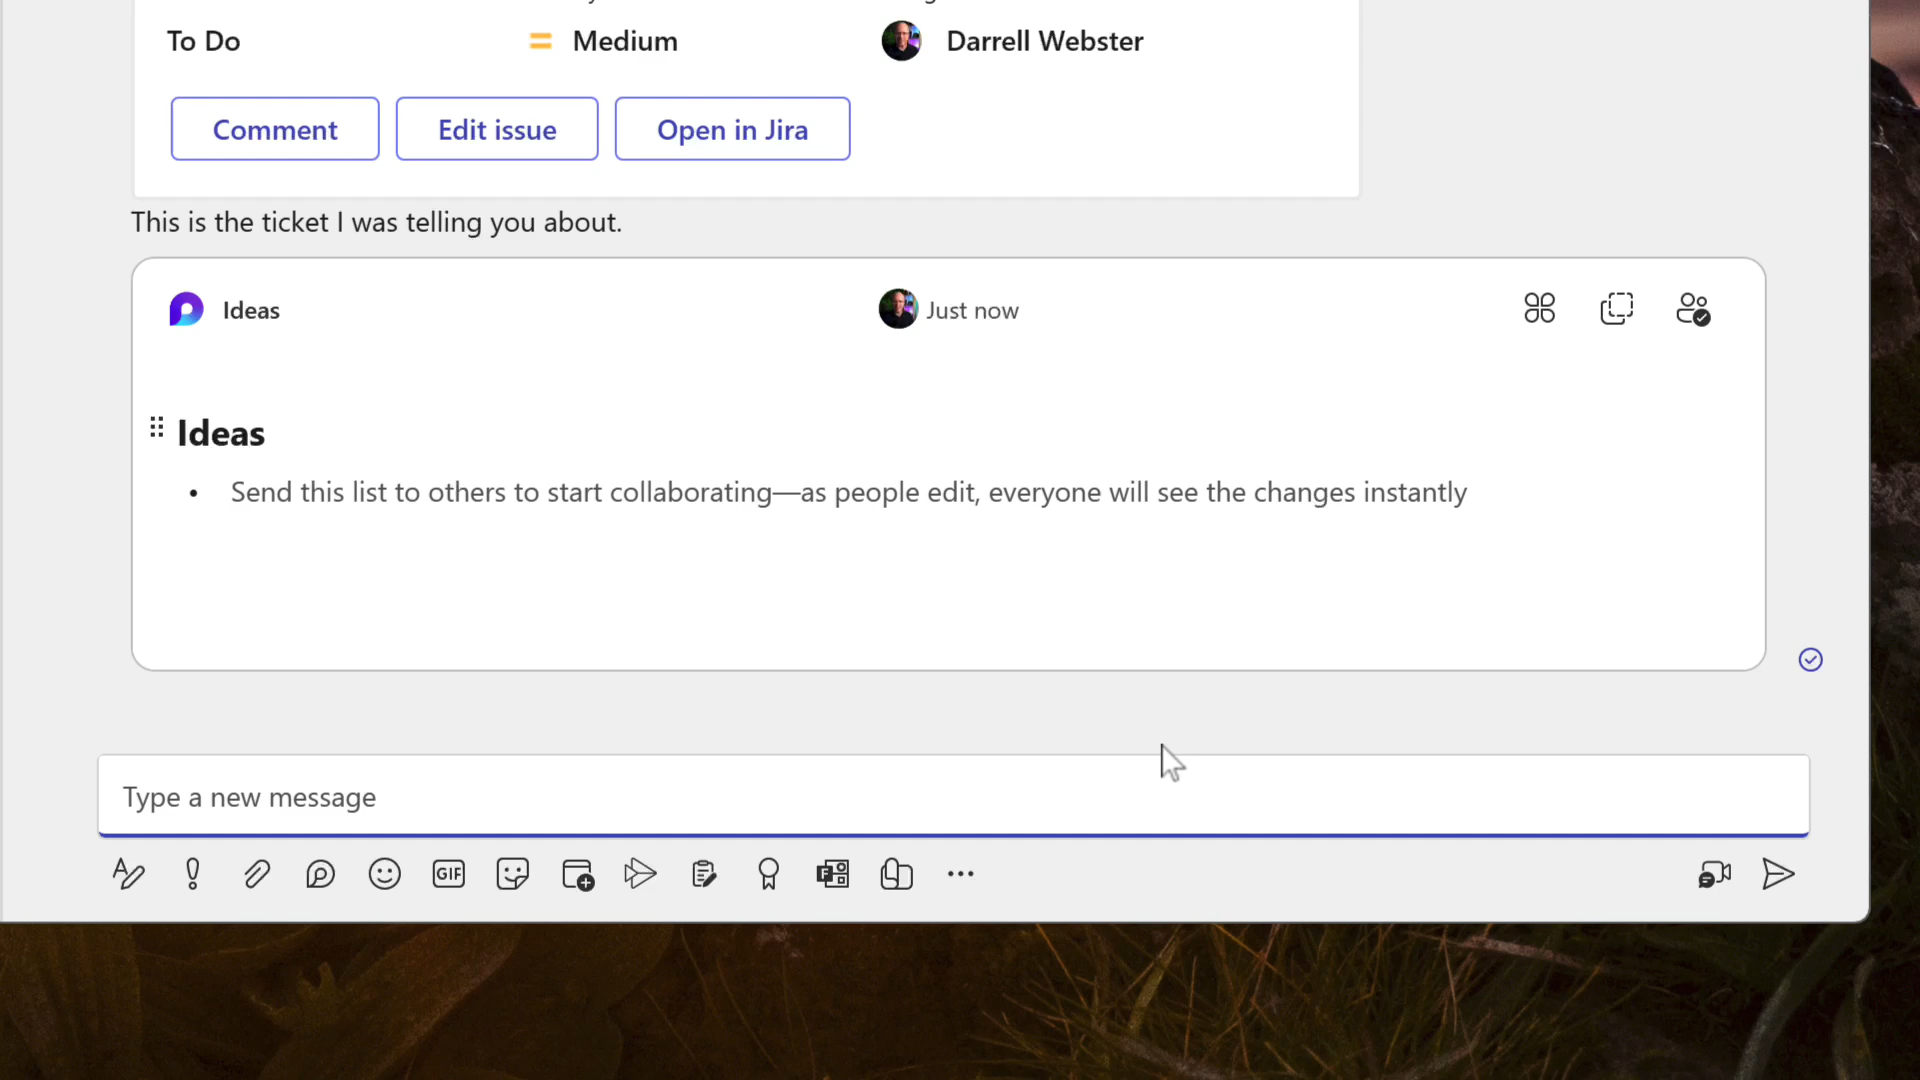 To Do
Medium
Darrell Webster
Comment
Edit issue
Open in Jira
This is the ticket I was telling you about.
Ideas
Just now
Ideas
• Send this list to others to start collaborating—as people edit, everyone will see the changes instantly
Type a new message
GIF